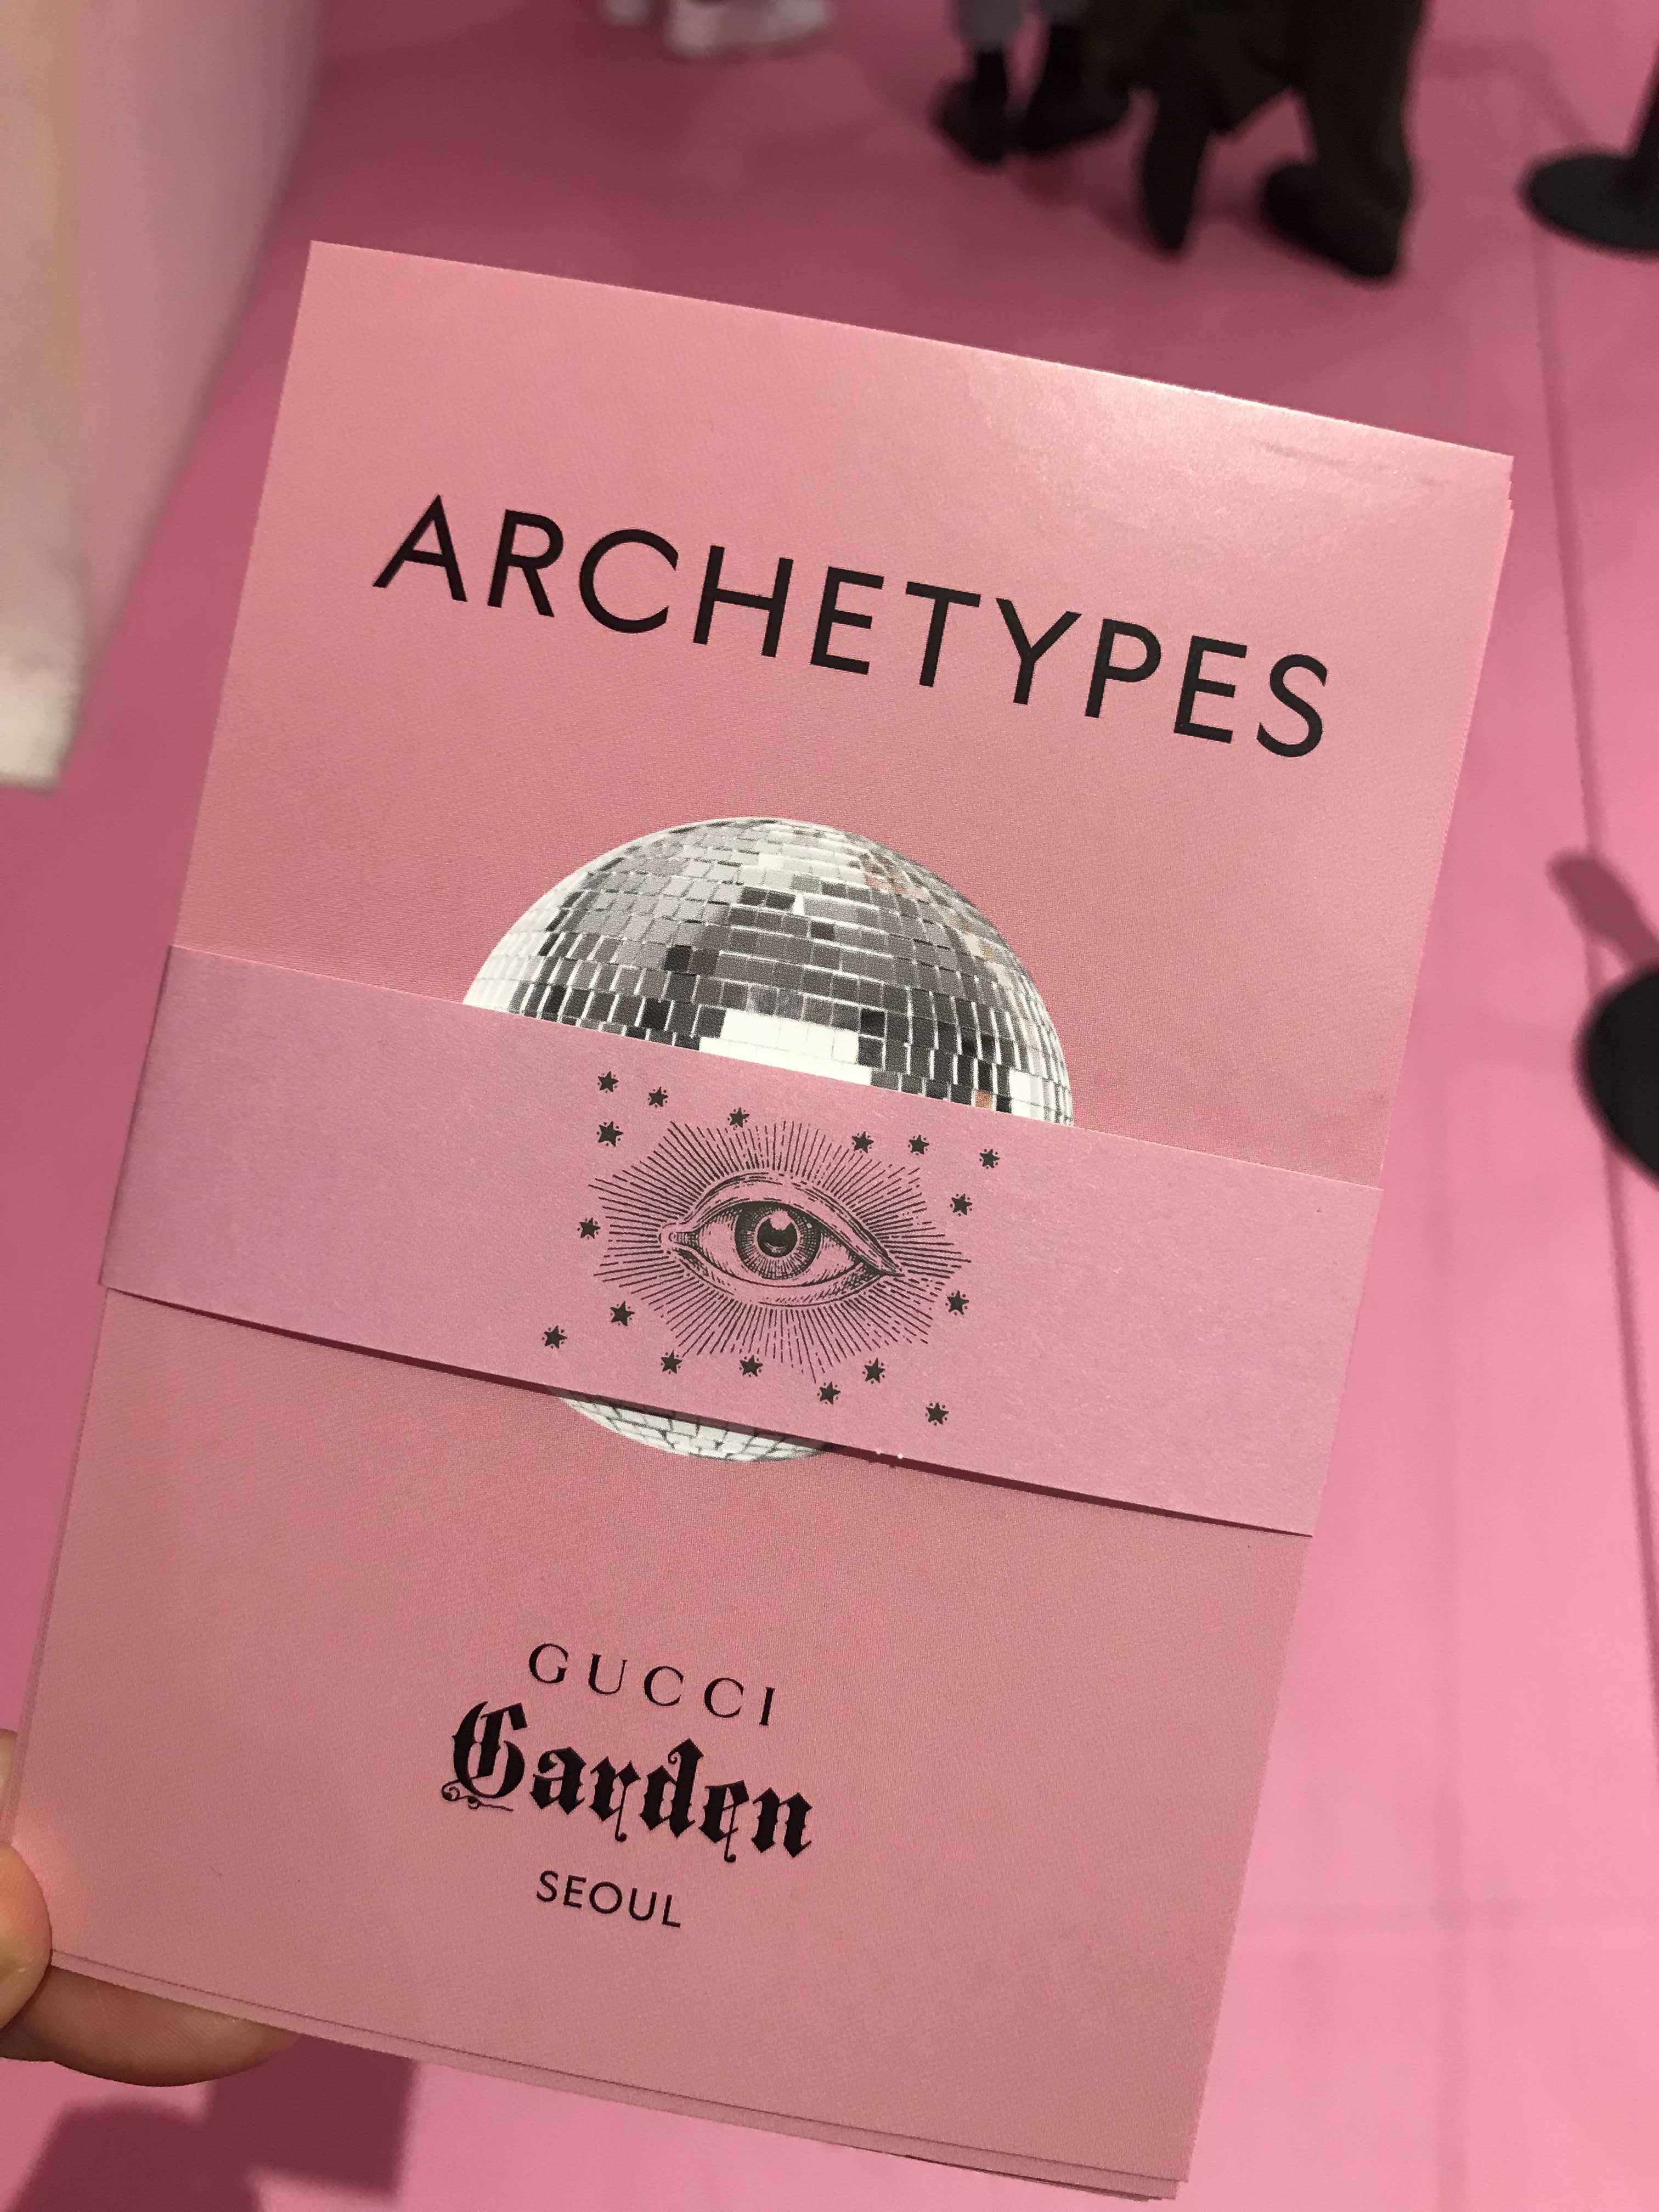 ARCHETYPES
GUCCI
Garden
SEOUL